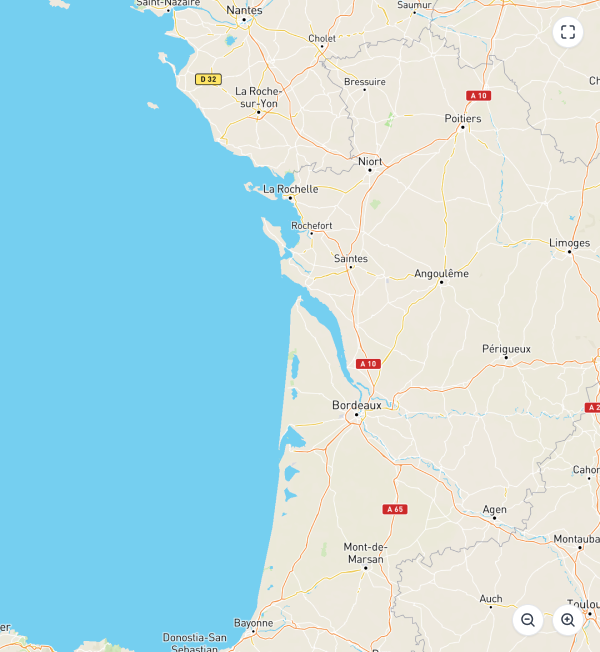 Saint-Nazaire
Nantes
Saumur
Cholet
D 32
Bressuire
La Roche-
sur-Yon
A 10
Poitiers
Niort
La Rochelle
Rochefort
Limoges
Saintes
Angoulême
Périgueux
A 10
Bordeaux
A 2
Cahor
A 65
Agen
Montauba
Mont-de-
Marsan
Auch
Toulou
Bayonne
Donostia-San
Sebastian
er